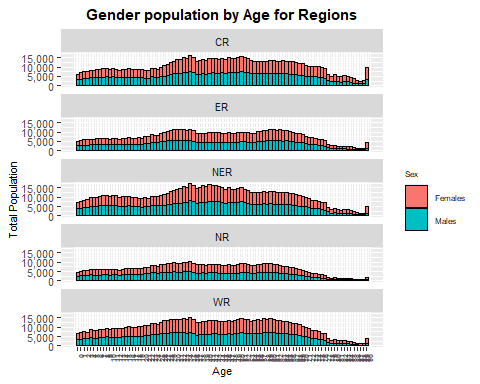 Gender population by Age for Regions
CR
15,000
10,000
5,000
0
ER
15,000
10,000
5,000
0
NER
15,000
10,000
5,000
0
NR
15,000
10,000
5,000
0
WR
15,000
10,000
5,000
0
Total Population
Age
Sex
Females
Males